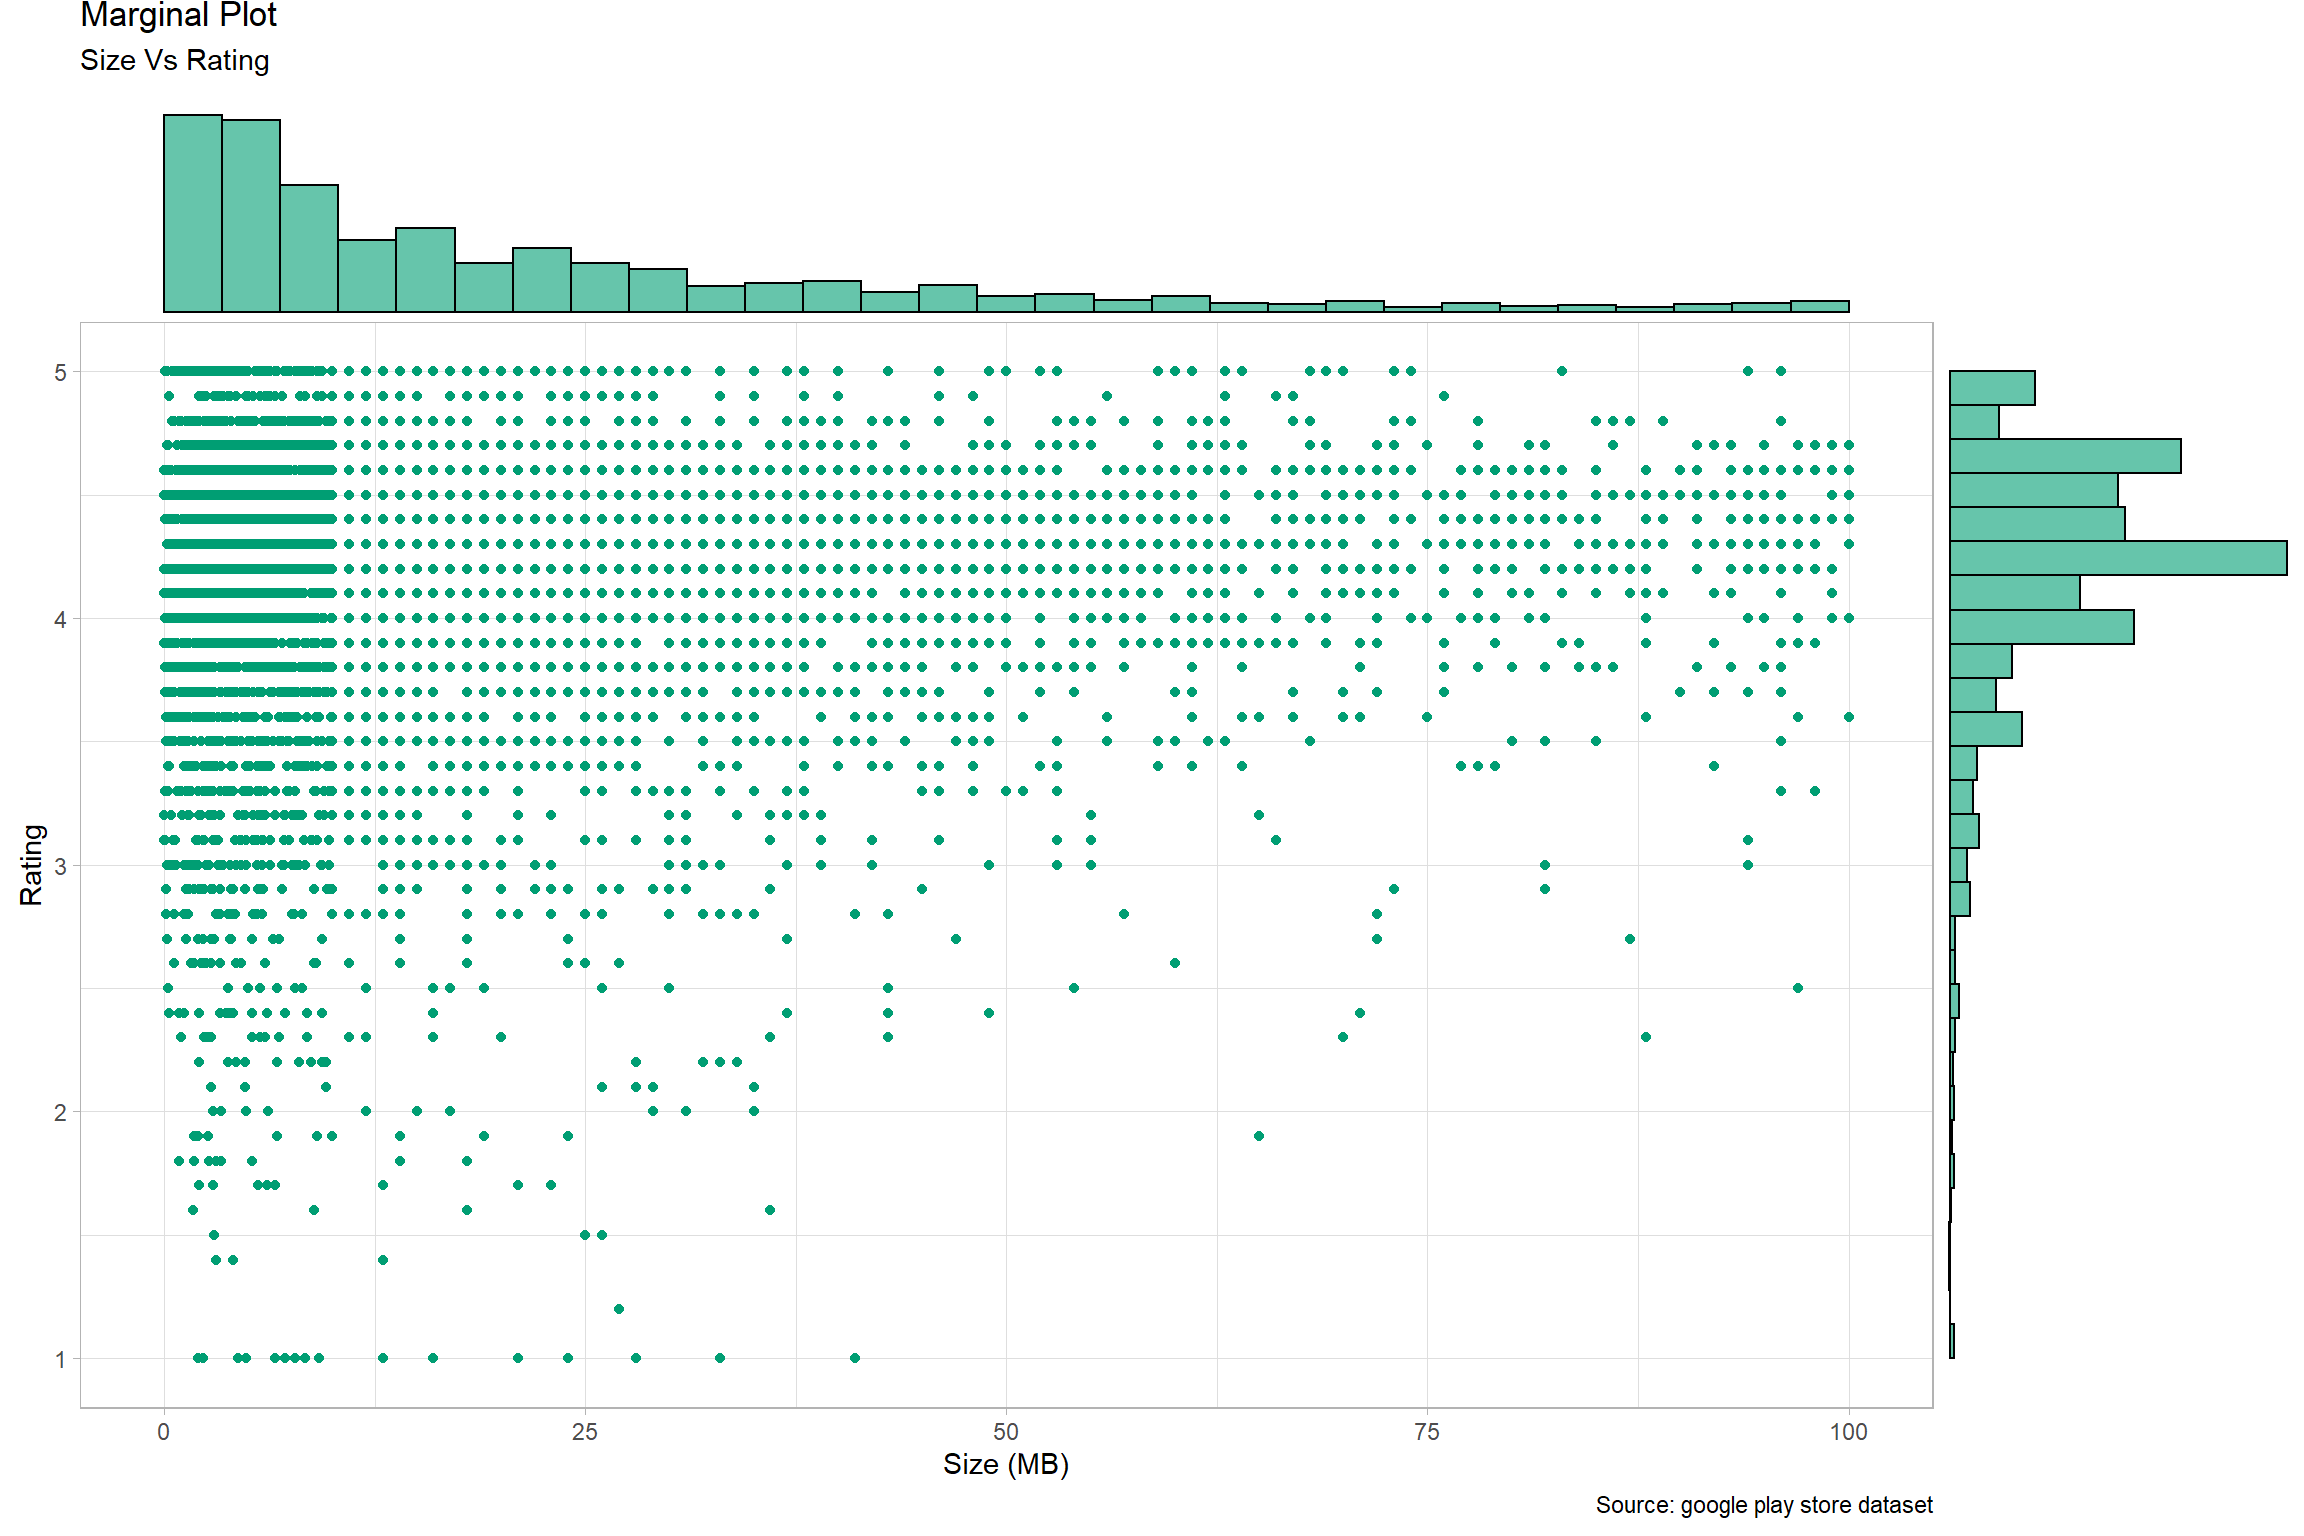 Marginal Plot
Size Vs Rating
5
4
3
2
1
Rating
0 25 50 75 100
Size (MB)
Source: google play store dataset